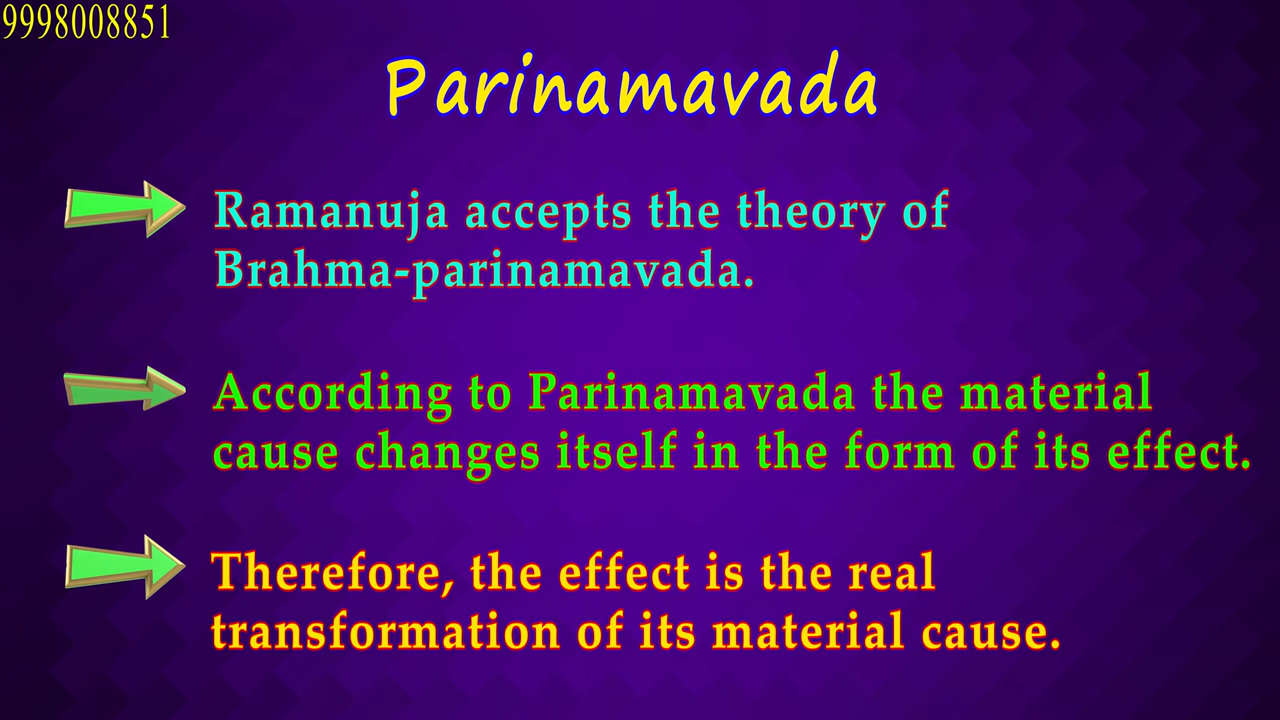 9998008851
Parinamavada
Ramanuja accepts the theory of
Brahma-parinamavada.
According to Parinamavada the material
cause changes itself in the form of its effect.
Therefore, the effect is the real
transformation of its material cause.